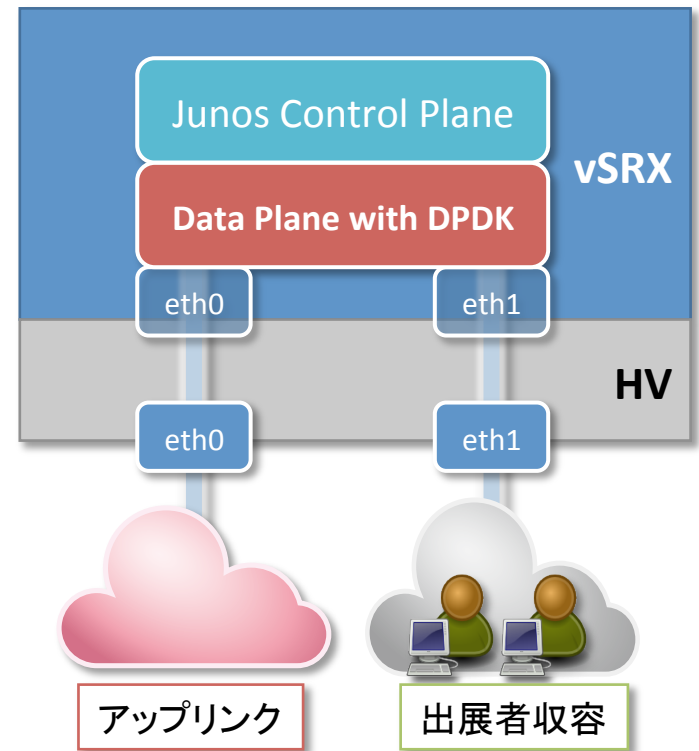 Junos Control Plane
vSRX
Data Plane with DPDK
eth0
eth1
HV
eth0
eth1
アップリンク
出展者収容